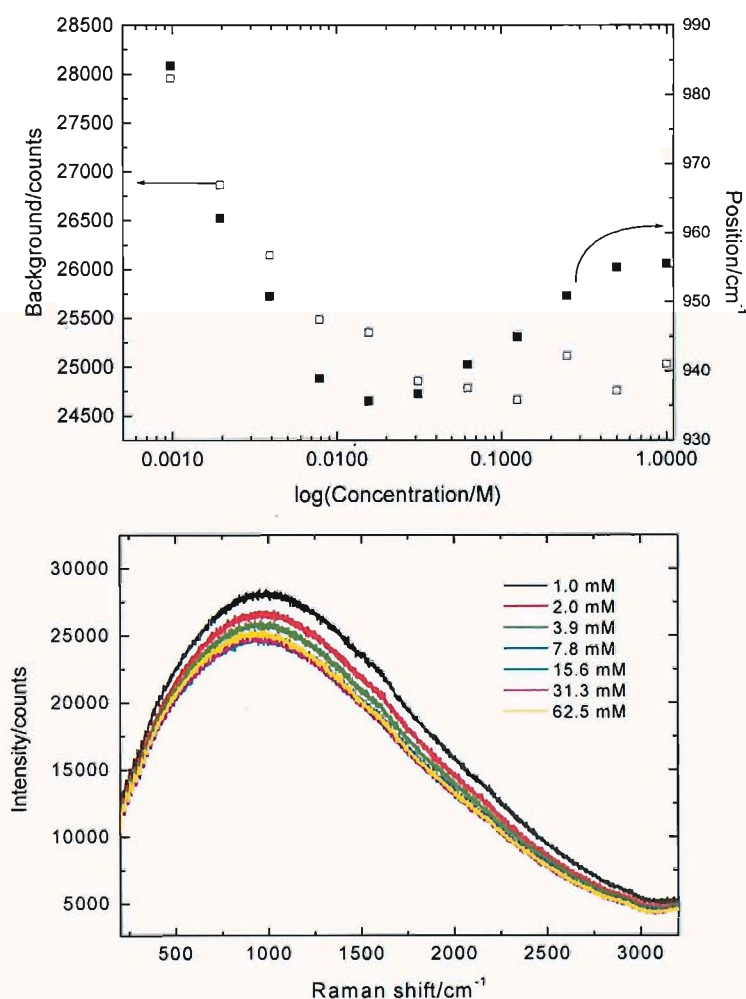 28500
28000
27500
27000
26500
26000
25500
25000
24500
Background/counts
990
980
970
960
950
940
930
Position/cm⁻¹
0.0010
0.0100
0.1000
1.0000
log(Concentration/M)
30000
25000
20000
15000
10000
5000
Intensity/counts
1.0 mM
2.0 mM
3.9 mM
7.8 mM
15.6 mM
31.3 mM
62.5 mM
500
1000
1500
2000
2500
3000
Raman shift/cm⁻¹